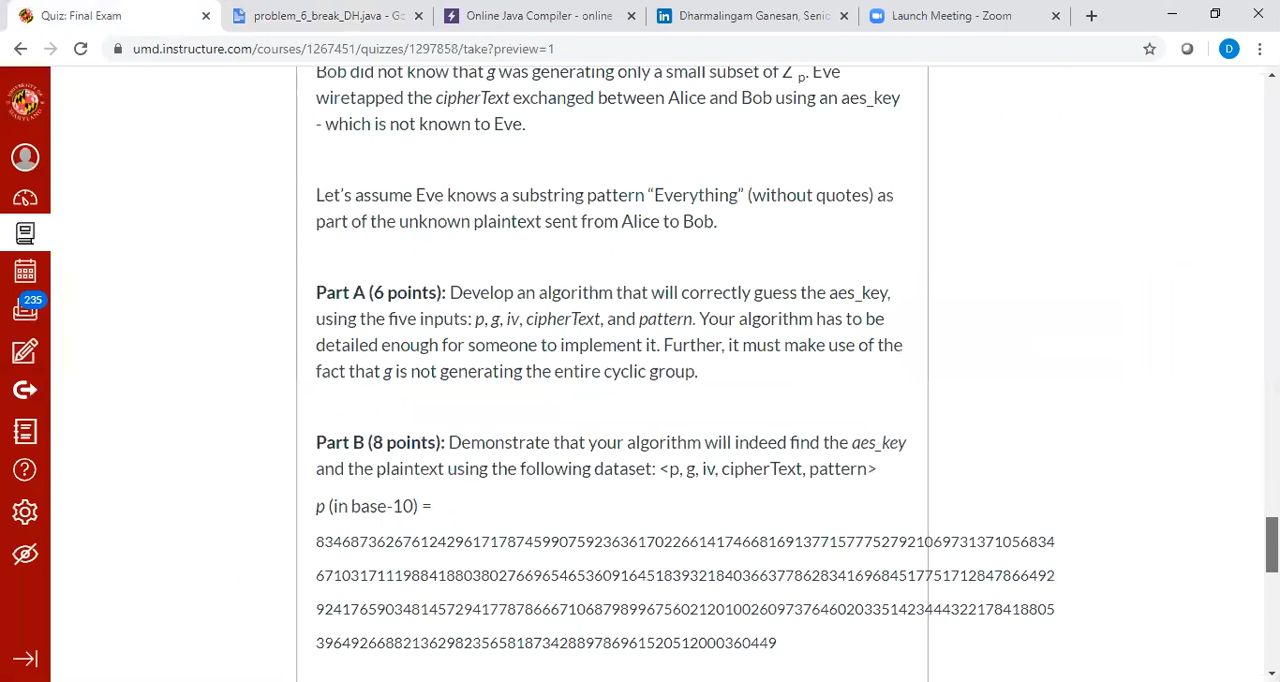 Quiz: Final Exam
problem_6_break_DH.java - Go
Online Java Compiler - online
Dharmalingam Ganesan, Senio
Launch Meeting - Zoom
umd.instructure.com/courses/1267451/quizzes/1297858/take?preview=1
D
Bob did not know that g was generating only a small subset of Z p. Eve
wiretapped the cipherText exchanged between Alice and Bob using an aes_key
- which is not known to Eve.
Let's assume Eve knows a substring pattern “Everything” (without quotes) as
part of the unknown plaintext sent from Alice to Bob.
Part A (6 points): Develop an algorithm that will correctly guess the aes_key,
using the five inputs: p, g, iv, cipherText, and pattern. Your algorithm has to be
235
detailed enough for someone to implement it. Further, it must make use of the
fact that g is not generating the entire cyclic group.
Part B (8 points): Demonstrate that your algorithm will indeed find the aes_key
and the plaintext using the following dataset: <p, g, iv, cipherText, pattern>
p (in base-10) =
8346873626761242961717874599075923636170226614174668169137715777527921069731371056834
6710317111988418803802766965465360916451839321840366377862834169684517751712847866492
92417659034814572941778786667106879899675602120100260973764602033514234443221784188​05
39649266882136298235658187342889786961520512000360449